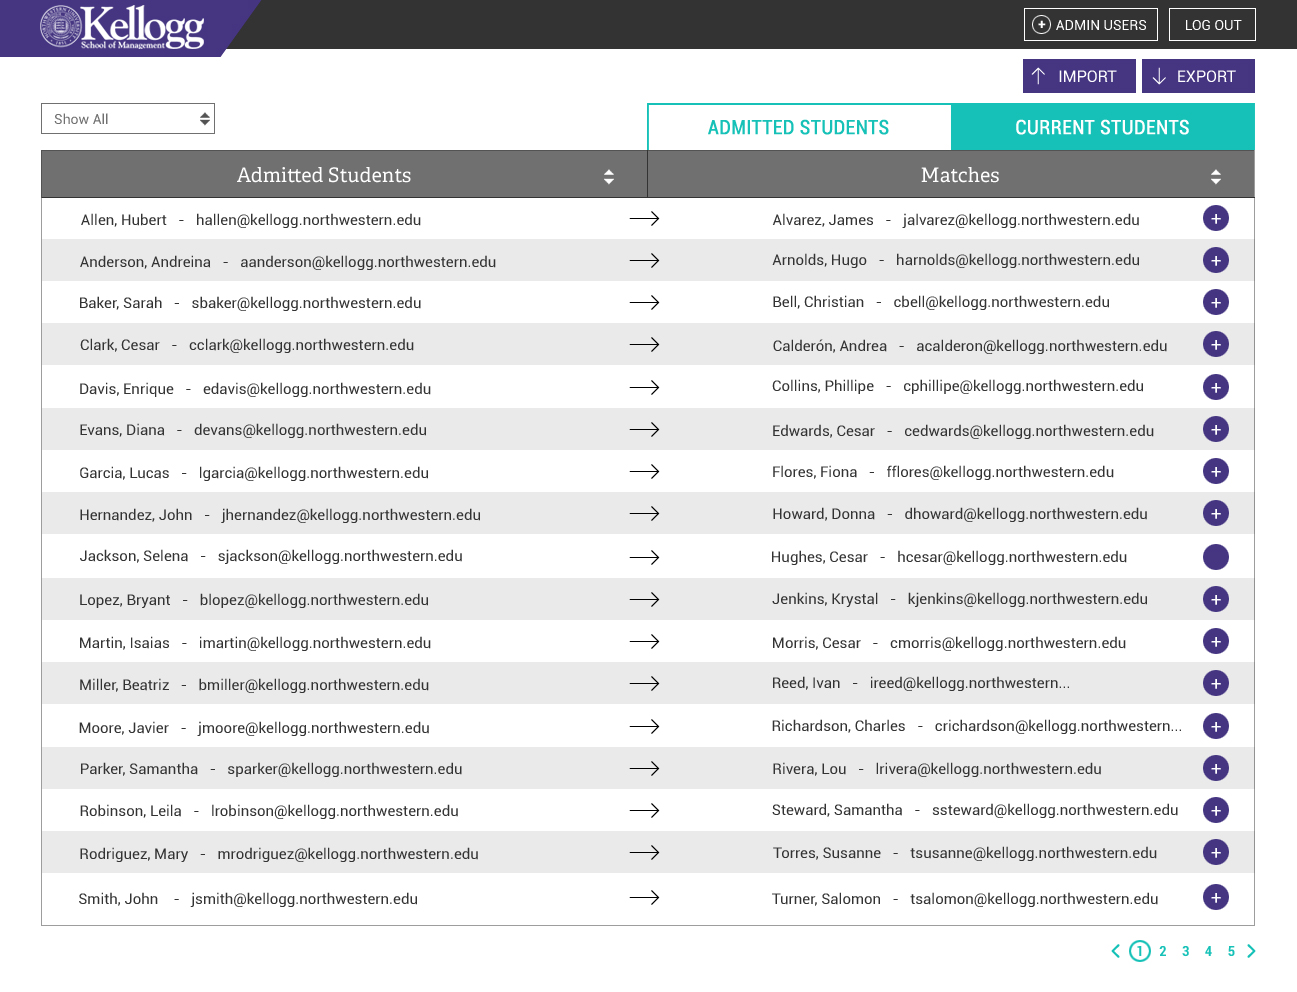 Kellogg
School of Management
ADMIN USERS
LOG OUT
IMPORT
EXPORT
Show All
ADMITTED STUDENTS
CURRENT STUDENTS
Admitted Students
Matches
Allen, Hubert - hallen@kellogg.northwestern.edu
Alvarez, James - jalvarez@kellogg.northwestern.edu
Anderson, Andreina - aanderson@kellogg.northwestern.edu
Arnolds, Hugo - harnolds@kellogg.northwestern.edu
Baker, Sarah - sbaker@kellogg.northwestern.edu
Bell, Christian - cbell@kellogg.northwestern.edu
Clark, Cesar - cclark@kellogg.northwestern.edu
Calderón, Andrea - acalderon@kellogg.northwestern.edu
Davis, Enrique - edavis@kellogg.northwestern.edu
Collins, Phillipe - cphillipe@kellogg.northwestern.edu
Evans, Diana - devans@kellogg.northwestern.edu
Edwards, Cesar - cedwards@kellogg.northwestern.edu
Garcia, Lucas - lgarcia@kellogg.northwestern.edu
Flores, Fiona - fflores@kellogg.northwestern.edu
Hernandez, John - jhernandez@kellogg.northwestern.edu
Howard, Donna - dhoward@kellogg.northwestern.edu
Jackson, Selena - sjackson@kellogg.northwestern.edu
Hughes, Cesar - hcesar@kellogg.northwestern.edu
Lopez, Bryant - blopez@kellogg.northwestern.edu
Jenkins, Krystal - kjenkins@kellogg.northwestern.edu
Martin, Isaias - imartin@kellogg.northwestern.edu
Morris, Cesar - cmorris@kellogg.northwestern.edu
Miller, Beatriz - bmiller@kellogg.northwestern.edu
Reed, Ivan - ireed@kellogg.northwestern...
Moore, Javier - jmoore@kellogg.northwestern.edu
Richardson, Charles - crichardson@kellogg.northwestern...
Parker, Samantha - sparker@kellogg.northwestern.edu
Rivera, Lou - lrivera@kellogg.northwestern.edu
Robinson, Leila - lrobinson@kellogg.northwestern.edu
Steward, Samantha - ssteward@kellogg.northwestern.edu
Rodriguez, Mary - mrodriguez@kellogg.northwestern.edu
Torres, Susanne - tsusanne@kellogg.northwestern.edu
Smith, John - jsmith@kellogg.northwestern.edu
Turner, Salomon - tsalomon@kellogg.northwestern.edu
1 2 3 4 5